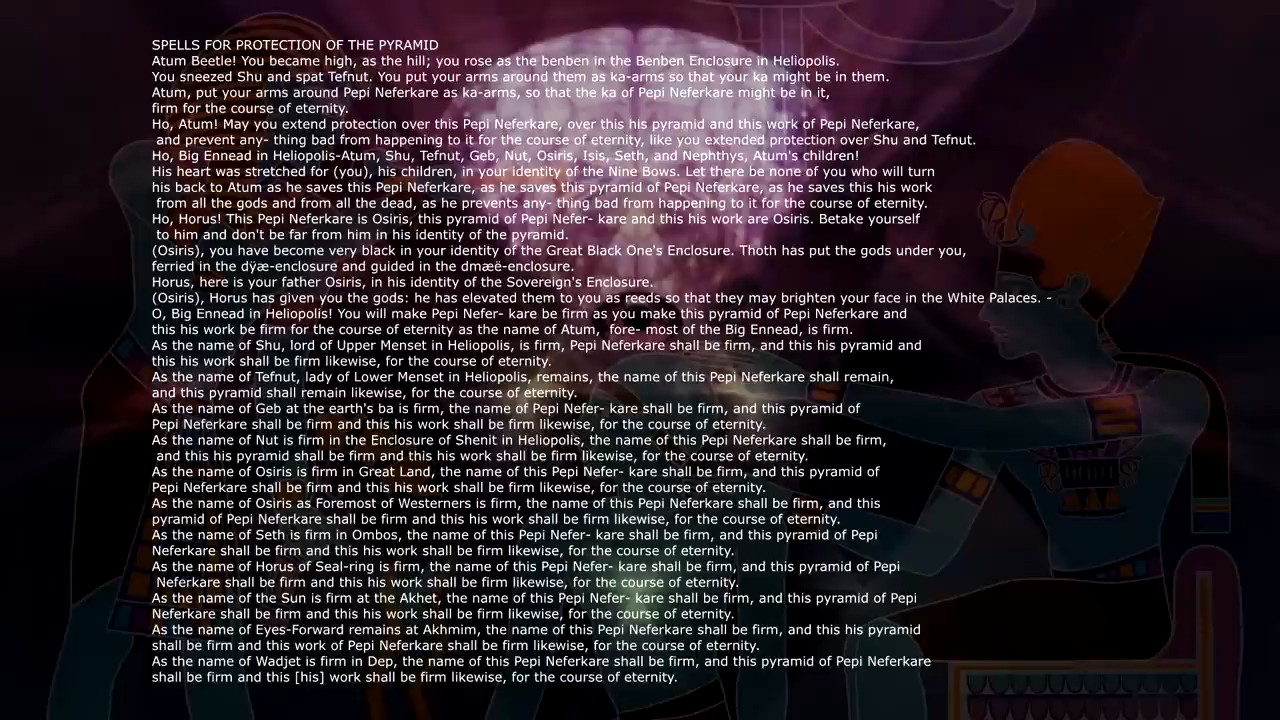 SPELLS FOR PROTECTION OF THE PYRAMID
Atum Beetle! You became high, as the hill; you rose as the benben in the Benben Enclosure in Heliopolis.
You sneezed Shu and spat Tefnut. You put your arms around them as ka-arms so that your ka might be in them.
Atum, put your arms around Pepi Neferkare as ka-arms, so that the ka of Pepi Neferkare might be in it,
firm for the course of eternity.
Ho, Atum! May you extend protection over this Pepi Neferkare, over this his pyramid and this work of Pepi Neferkare,
and prevent any- thing bad from happening to it for the course of eternity, like you extended protection over Shu and Tefnut.
Ho, Big Ennead in Heliopolis-Atum, Shu, Tefnut, Geb, Nut, Osiris, Isis, Seth, and Nephthys, Atum's children!
His heart was stretched for (you), his children, in your identity of the Nine Bows. Let there be none of you who will turn
his back to Atum as he saves this Pepi Neferkare, as he saves this pyramid of Pepi Neferkare, as he saves this his work
from all the gods and from all the dead, as he prevents any- thing bad from happening to it for the course of eternity.
Ho, Horus! This Pepi Neferkare is Osiris, this pyramid of Pepi Nefer- kare and this his work are Osiris. Betake yourself
to him and don't be far from him in his identity of the pyramid.
(Osiris), you have become very black in your identity of the Great Black One's Enclosure. Thoth has put the gods under you,
ferried in the dÿæ-enclosure and guided in the dmæë-enclosure.
Horus, here is your father Osiris, in his identity of the Sovereign's Enclosure.
(Osiris), Horus has given you the gods: he has elevated them to you as reeds so that they may brighten your face in the White Palaces. -
O, Big Ennead in Heliopolis! You will make Pepi Nefer- kare be firm as you make this pyramid of Pepi Neferkare and
this his work be firm for the course of eternity as the name of Atum,  fore- most of the Big Ennead, is firm.
As the name of Shu, lord of Upper Menset in Heliopolis, is firm, Pepi Neferkare shall be firm, and this his pyramid and
this his work shall be firm likewise, for the course of eternity.
As the name of Tefnut, lady of Lower Menset in Heliopolis, remains, the name of this Pepi Neferkare shall remain,
and this pyramid shall remain likewise, for the course of eternity.
As the name of Geb at the earth's ba is firm, the name of Pepi Nefer- kare shall be firm, and this pyramid of
Pepi Neferkare shall be firm and this his work shall be firm likewise, for the course of eternity.
As the name of Nut is firm in the Enclosure of Shenit in Heliopolis, the name of this Pepi Neferkare shall be firm,
and this his pyramid shall be firm and this his work shall be firm likewise, for the course of eternity.
As the name of Osiris is firm in Great Land, the name of this Pepi Nefer- kare shall be firm, and this pyramid of
Pepi Neferkare shall be firm and this his work shall be firm likewise, for the course of eternity.
As the name of Osiris as Foremost of Westerners is firm, the name of this Pepi Neferkare shall be firm, and this
pyramid of Pepi Neferkare shall be firm and this his work shall be firm likewise, for the course of eternity.
As the name of Seth is firm in Ombos, the name of this Pepi Nefer- kare shall be firm, and this pyramid of Pepi
Neferkare shall be firm and this his work shall be firm likewise, for the course of eternity.
As the name of Horus of Seal-ring is firm, the name of this Pepi Nefer- kare shall be firm, and this pyramid of Pepi
Neferkare shall be firm and this his work shall be firm likewise, for the course of eternity.
As the name of the Sun is firm at the Akhet, the name of this Pepi Nefer- kare shall be firm, and this pyramid of Pepi
Neferkare shall be firm and this his work shall be firm likewise, for the course of eternity.
As the name of Eyes-Forward remains at Akhmim, the name of this Pepi Neferkare shall be firm, and this his pyramid
shall be firm and this work of Pepi Neferkare shall be firm likewise, for the course of eternity.
As the name of Wadjet is firm in Dep, the name of this Pepi Neferkare shall be firm, and this pyramid of Pepi Neferkare
shall be firm and this [his] work shall be firm likewise, for the course of eternity.